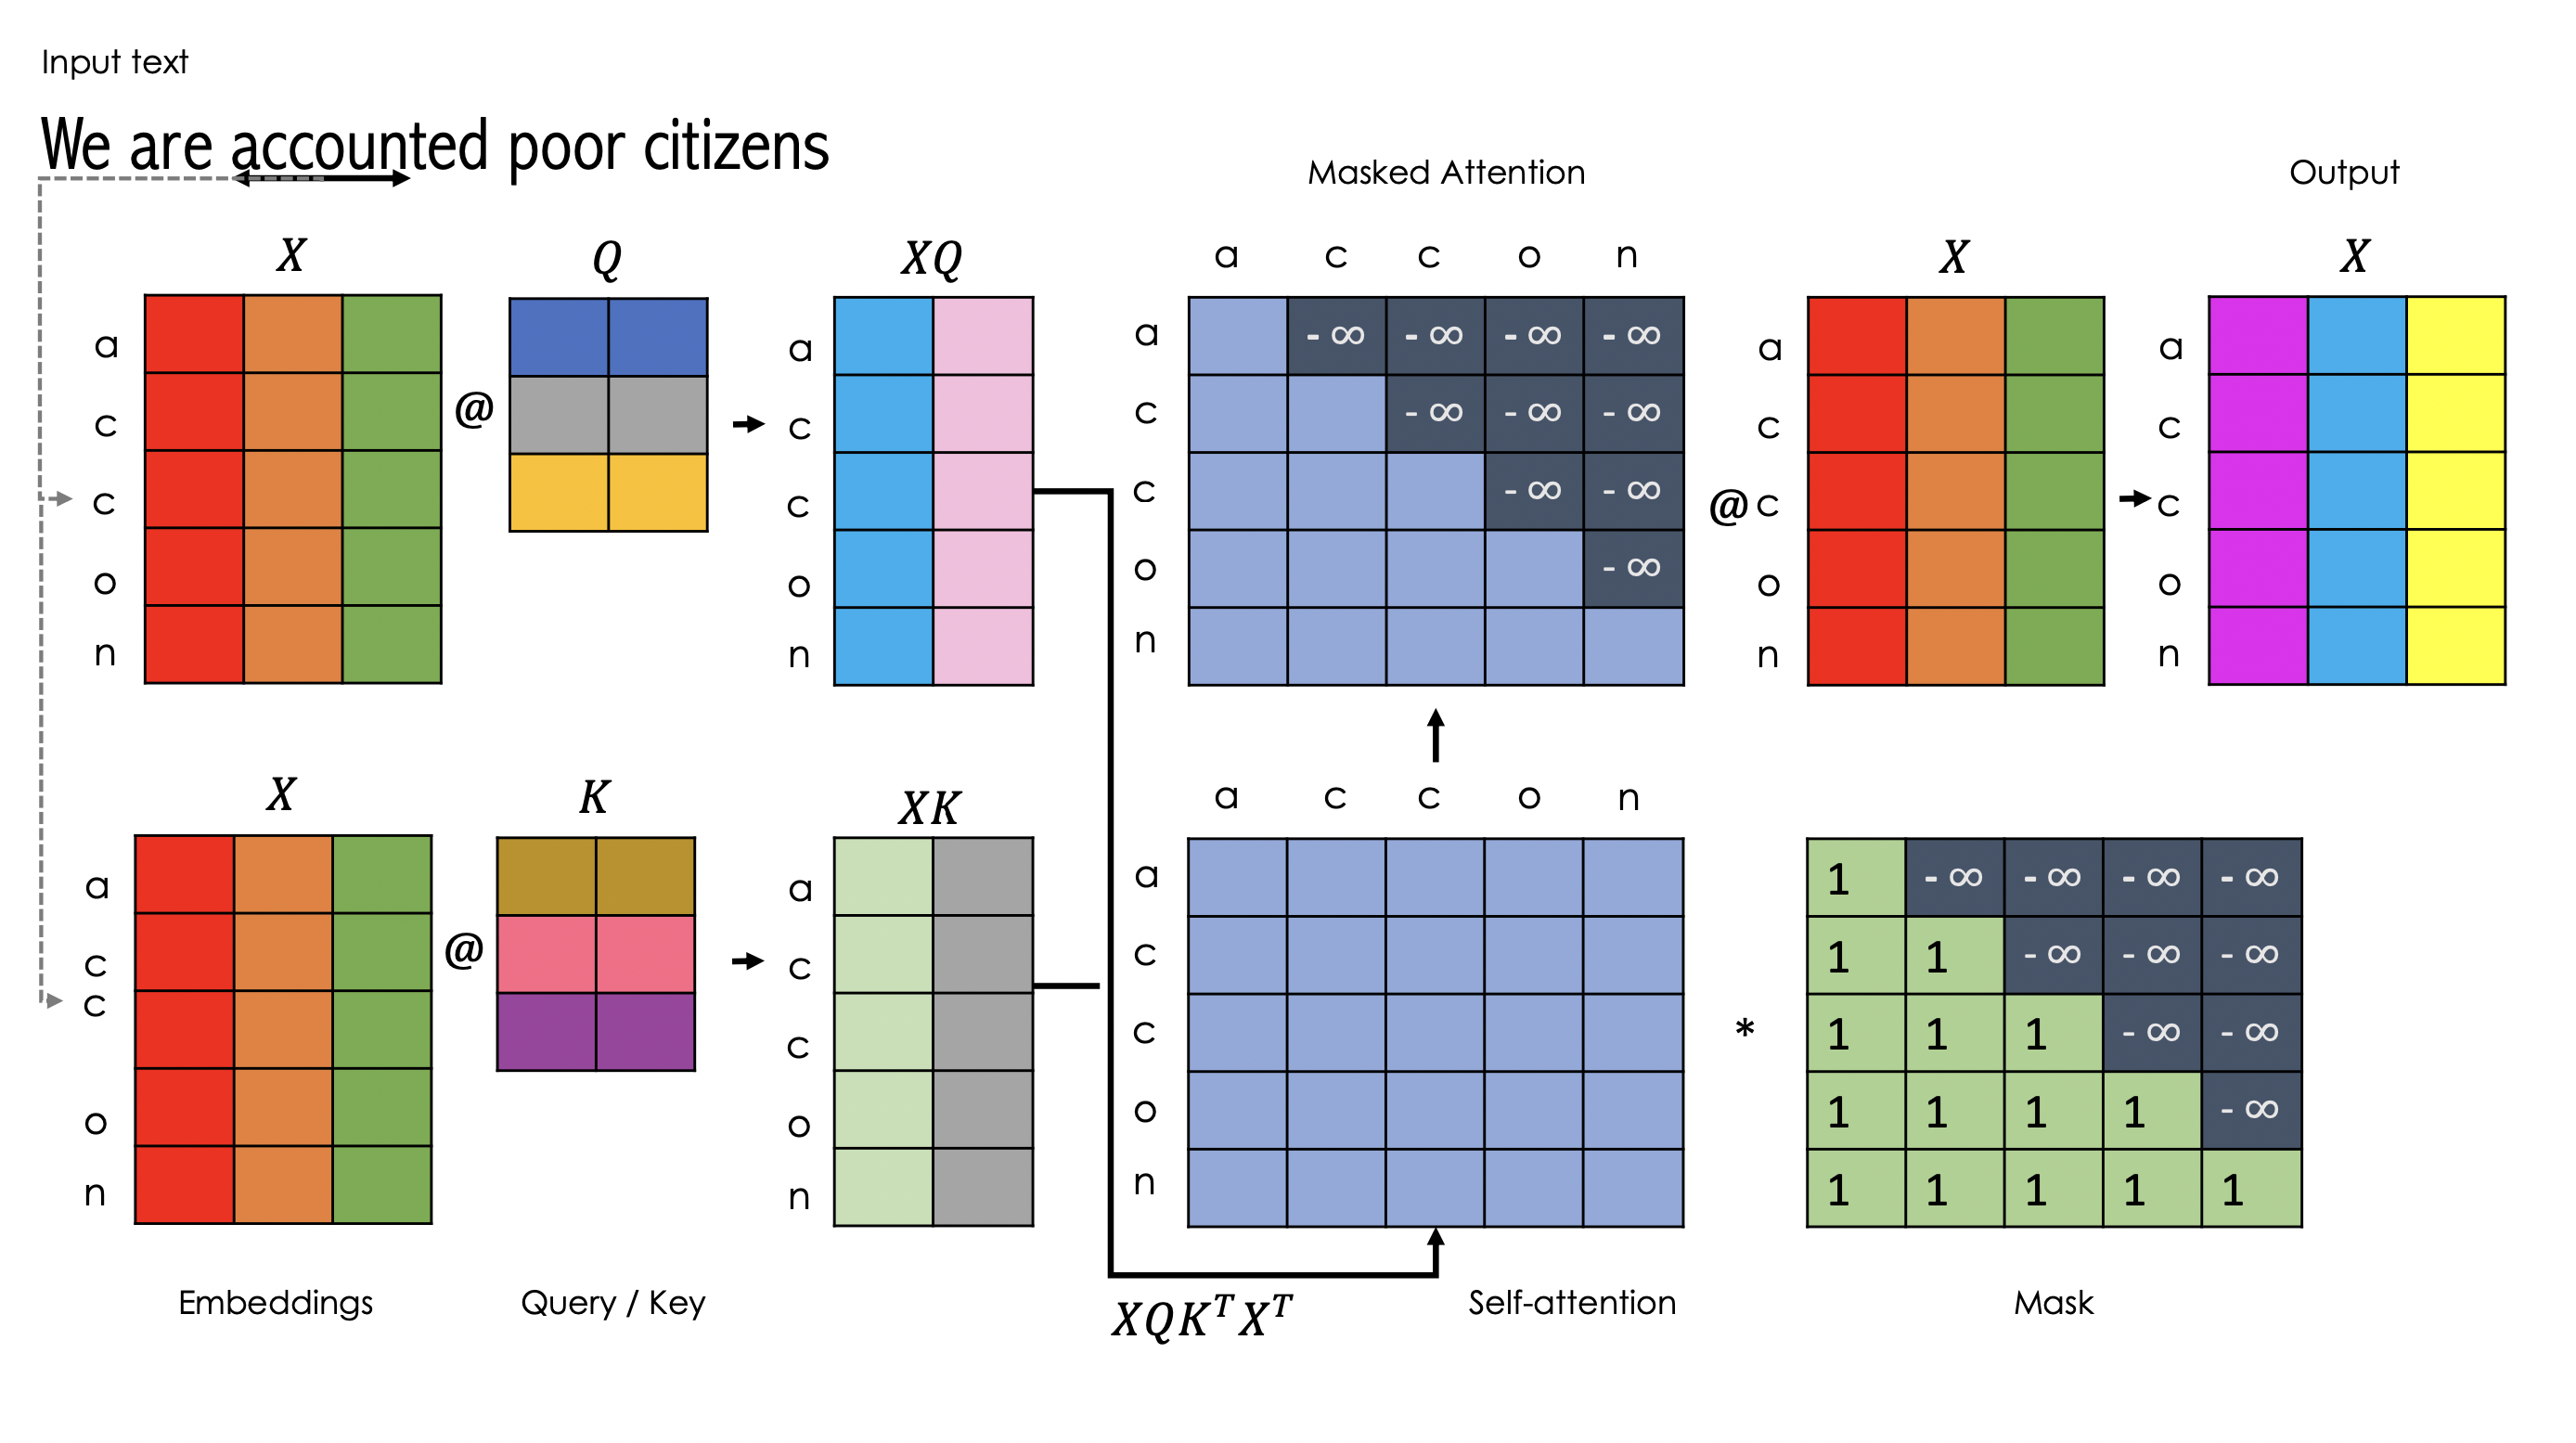 Input text
We are accounted poor citizens
Masked Attention
Output
X
Q
XQ
a c c o n
X
X
a
c
c
o
n
@
a
c
c
o
n
a - ∞ - ∞ - ∞ - ∞
c - ∞ - ∞ - ∞
c - ∞ - ∞
o - ∞
n
@
a
c
c
o
n
a
c
c
o
n
X
K
XK
a c c o n
a
c
c
o
n
@
a
c
c
o
n
a
c
c
o
n
*
1 - ∞ - ∞ - ∞ - ∞
1 1 - ∞ - ∞ - ∞
1 1 1 - ∞ - ∞
1 1 1 1 - ∞
1 1 1 1 1
Embeddings
Query / Key
XQKᵀXᵀ
Self-attention
Mask